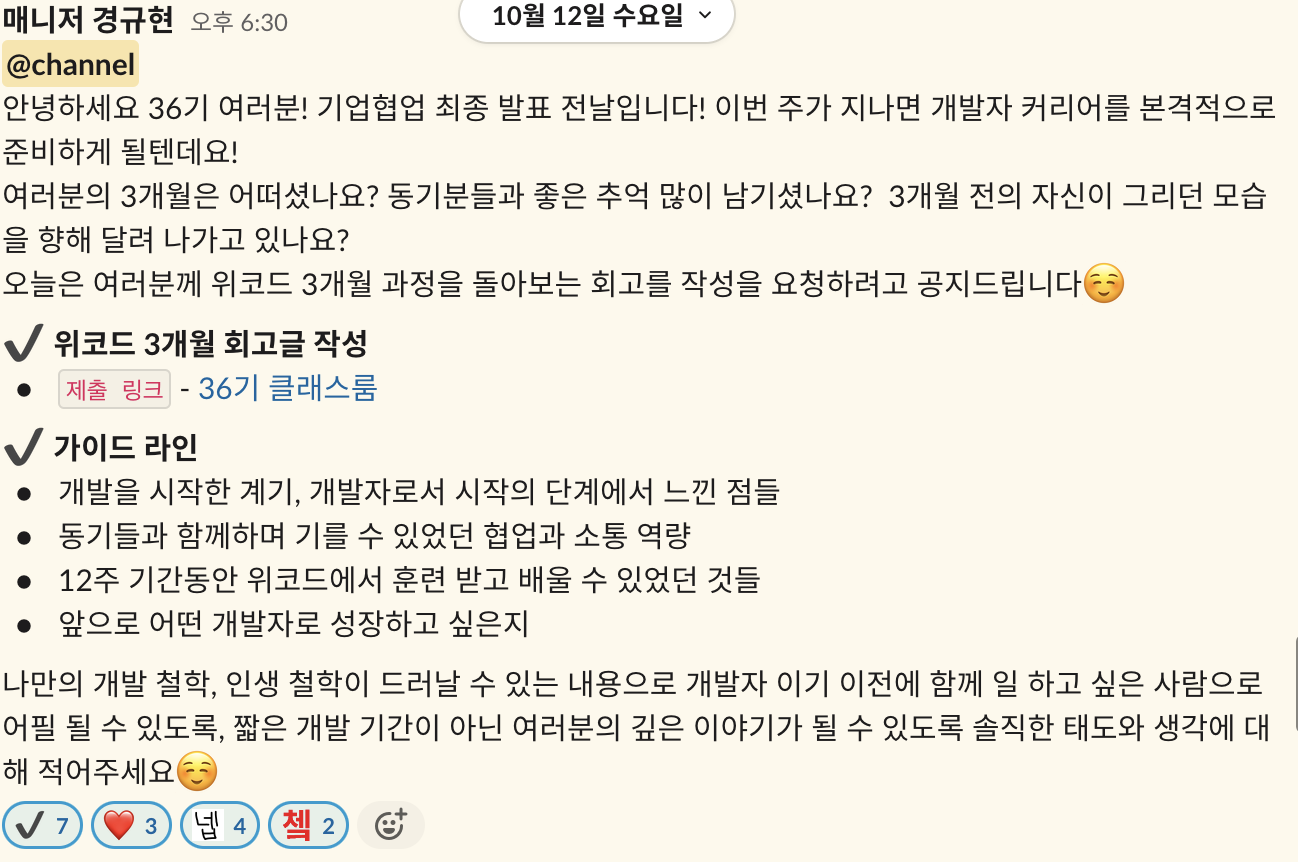 매니저 경규현 오후 6:30
10월 12일 수요일
@channel
안녕하세요 36기 여러분! 기업협업 최종 발표 전날입니다! 이번 주가 지나면 개발자 커리어를 본격적으로
준비하게 될텐데요!
여러분의 3개월은 어떠셨나요? 동기분들과 좋은 추억 많이 남기셨나요? 3개월 전의 자신이 그리던 모습
을 향해 달려 나가고 있나요?
오늘은 여러분께 위코드 3개월 과정을 돌아보는 회고를 작성을 요청하려고 공지드립니다☺️
✔️ 위코드 3개월 회고글 작성
• 제출 링크 - 36기 클래스룸
✔️ 가이드 라인
• 개발을 시작한 계기, 개발자로서 시작의 단계에서 느낀 점들
• 동기들과 함께하며 기를 수 있었던 협업과 소통 역량
• 12주 기간동안 위코드에서 훈련 받고 배울 수 있었던 것들
• 앞으로 어떤 개발자로 성장하고 싶은지
나만의 개발 철학, 인생 철학이 드러날 수 있는 내용으로 개발자 이기 이전에 함께 일 하고 싶은 사람으로
어필 될 수 있도록, 짧은 개발 기간이 아닌 여러분의 깊은 이야기가 될 수 있도록 솔직한 태도와 생각에 대
해 적어주세요☺️
✔️ 7 ❤️ 3 넵 4 첵 2